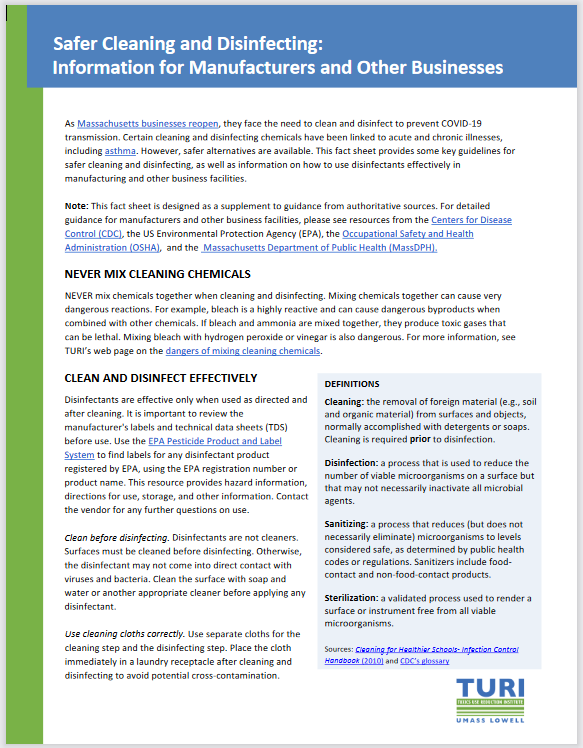 Safer Cleaning and Disinfecting:
Information for Manufacturers and Other Businesses
As Massachusetts businesses reopen, they face the need to clean and disinfect to prevent COVID-19
transmission. Certain cleaning and disinfecting chemicals have been linked to acute and chronic illnesses,
including asthma. However, safer alternatives are available. This fact sheet provides some key guidelines for
safer cleaning and disinfecting, as well as information on how to use disinfectants effectively in
manufacturing and other business facilities.
Note: This fact sheet is designed as a supplement to guidance from authoritative sources. For detailed
guidance for manufacturers and other business facilities, please see resources from the Centers for Disease
Control (CDC), the US Environmental Protection Agency (EPA), the Occupational Safety and Health
Administration (OSHA), and the Massachusetts Department of Public Health (MassDPH).
NEVER MIX CLEANING CHEMICALS
NEVER mix chemicals together when cleaning and disinfecting. Mixing chemicals together can cause very
dangerous reactions. For example, bleach is a highly reactive and can cause dangerous byproducts when
combined with other chemicals. If bleach and ammonia are mixed together, they produce toxic gases that
can be lethal. Mixing bleach with hydrogen peroxide or vinegar is also dangerous. For more information, see
TURI's web page on the dangers of mixing cleaning chemicals.
CLEAN AND DISINFECT EFFECTIVELY
Disinfectants are effective only when used as directed and
after cleaning. It is important to review the
manufacturer's labels and technical data sheets (TDS)
before use. Use the EPA Pesticide Product and Label
System to find labels for any disinfectant product
registered by EPA, using the EPA registration number or
product name. This resource provides hazard information,
directions for use, storage, and other information. Contact
the vendor for any further questions on use.
Clean before disinfecting. Disinfectants are not cleaners.
Surfaces must be cleaned before disinfecting. Otherwise,
the disinfectant may not come into direct contact with
viruses and bacteria. Clean the surface with soap and
water or another appropriate cleaner before applying any
disinfectant.
Use cleaning cloths correctly. Use separate cloths for the
cleaning step and the disinfecting step. Place the cloth
immediately in a laundry receptacle after cleaning and
disinfecting to avoid potential cross-contamination.
DEFINITIONS
Cleaning: the removal of foreign material (e.g., soil
and organic material) from surfaces and objects,
normally accomplished with detergents or soaps.
Cleaning is required prior to disinfection.
Disinfection: a process that is used to reduce the
number of viable microorganisms on a surface but
that may not necessarily inactivate all microbial
agents.
Sanitizing: a process that reduces (but does not
necessarily eliminate) microorganisms to levels
considered safe, as determined by public health
codes or regulations. Sanitizers include food-
contact and non-food-contact products.
Sterilization: a validated process used to render a
surface or instrument free from all viable
microorganisms.
Sources: Cleaning for Healthier Schools- Infection Control
Handbook (2010) and CDC's glossary
TURI
TOXICS USE REDUCTION INSTITUTE
UMASS LOWELL